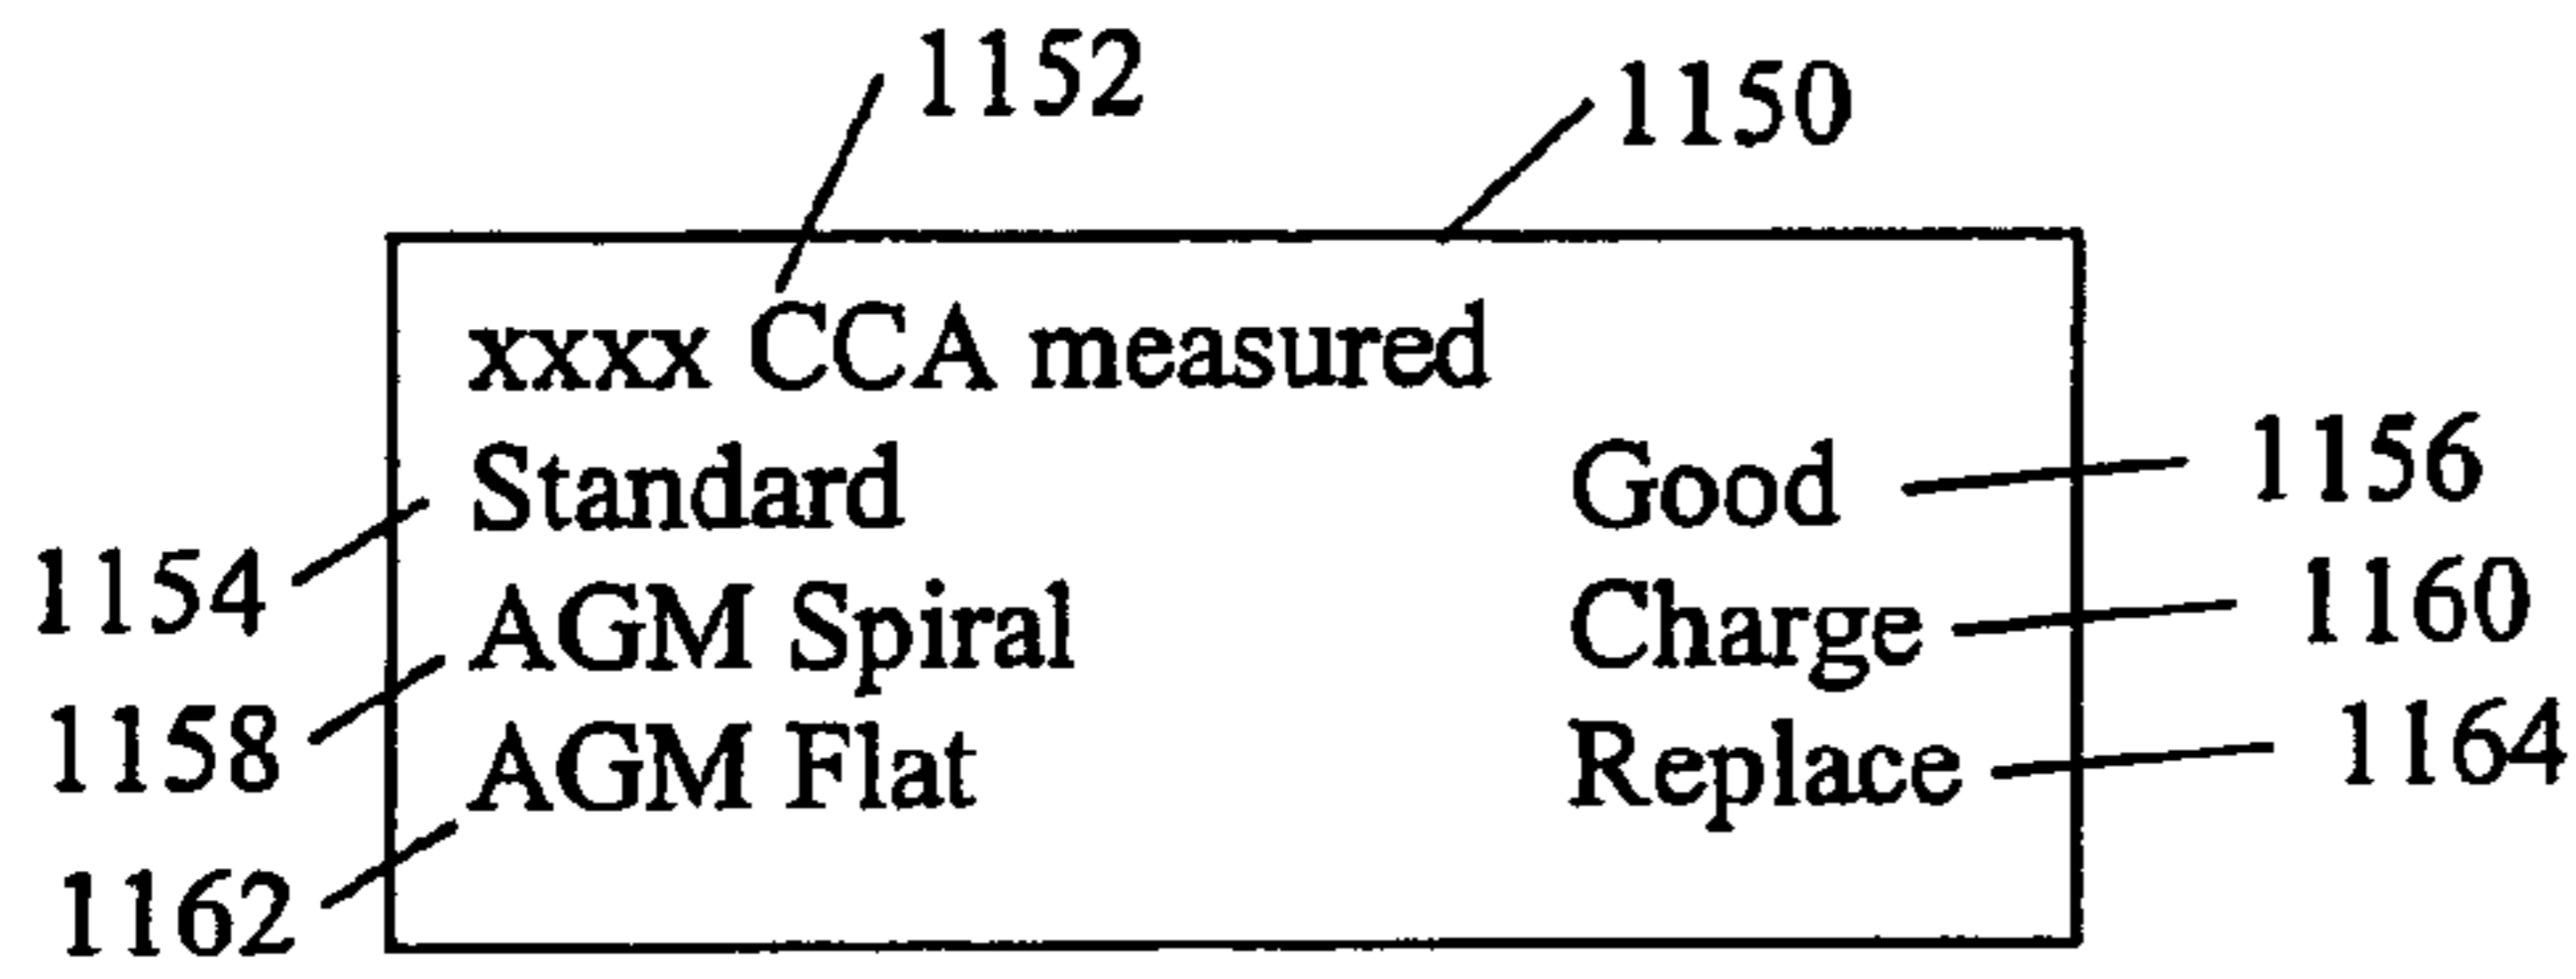 1152 1150
xxxx CCA measured
Standard Good 1156
1154 AGM Spiral Charge 1160
1158 AGM Flat Replace 1164
1162